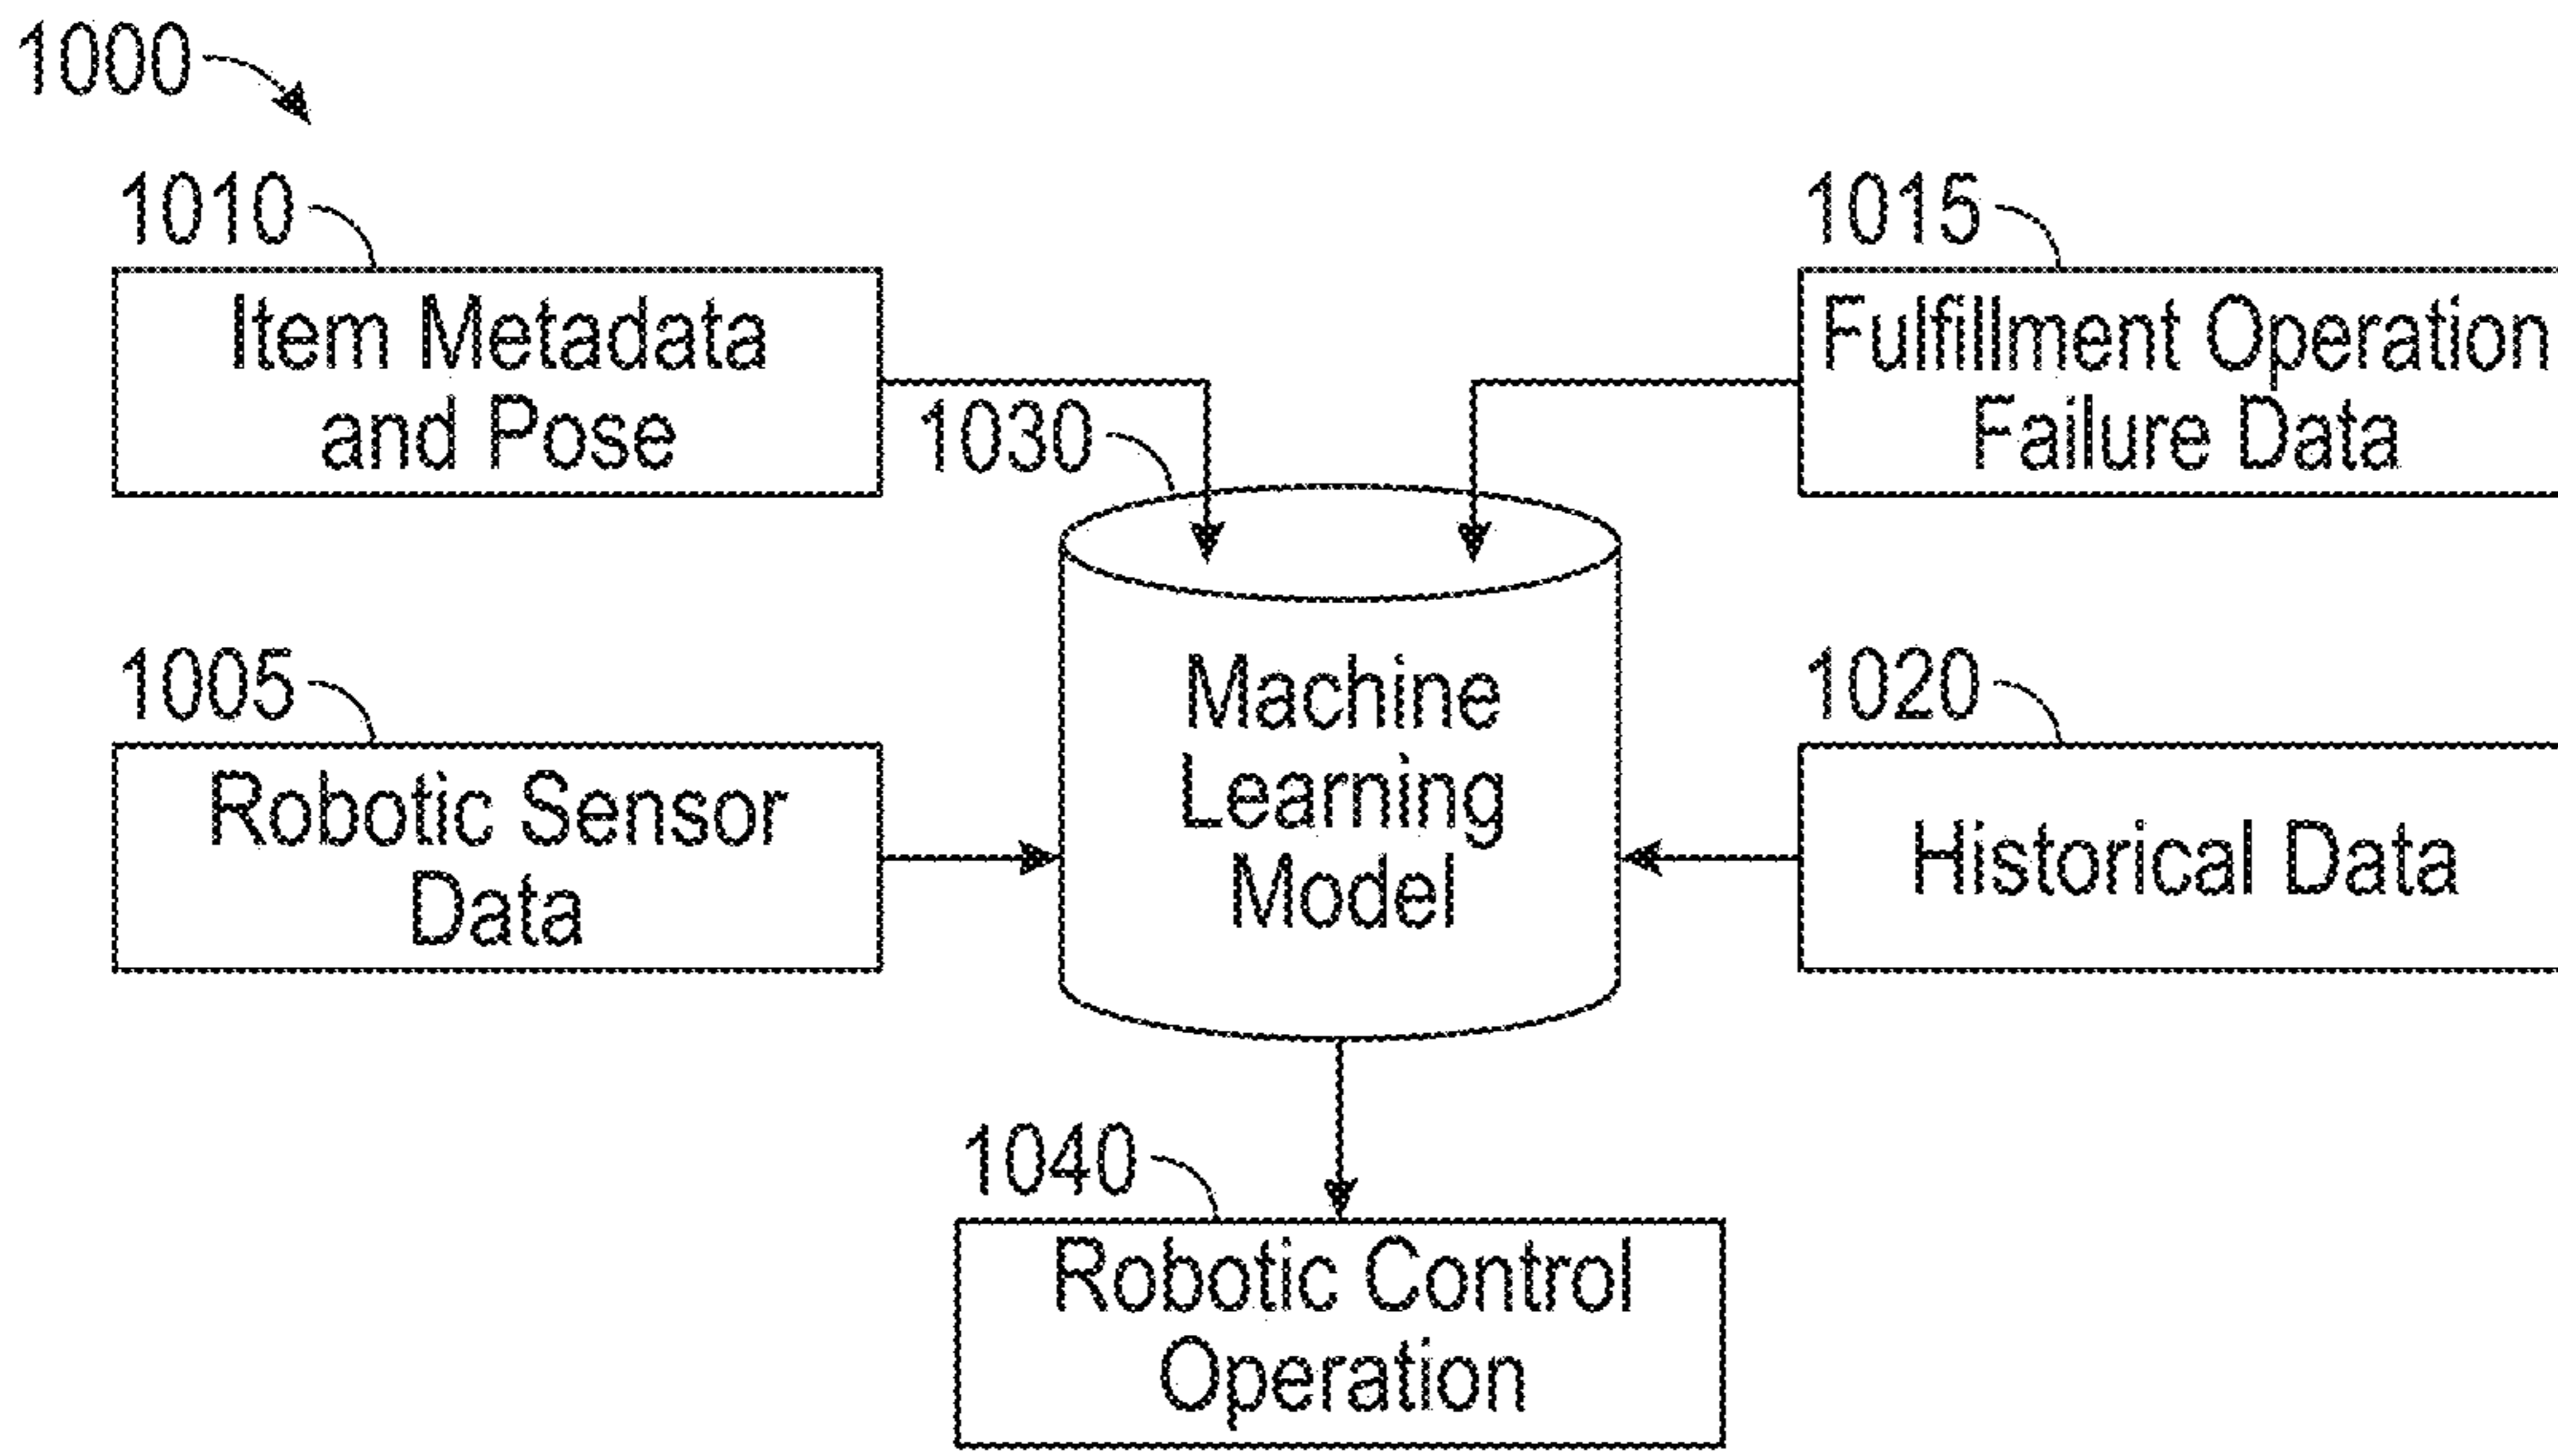 1000
1010
Item Metadata
and Pose
1015
Fulfillment Operation
Failure Data
1030
Machine
Learning
Model
1005
Robotic Sensor
Data
1020
Historical Data
1040
Robotic Control
Operation